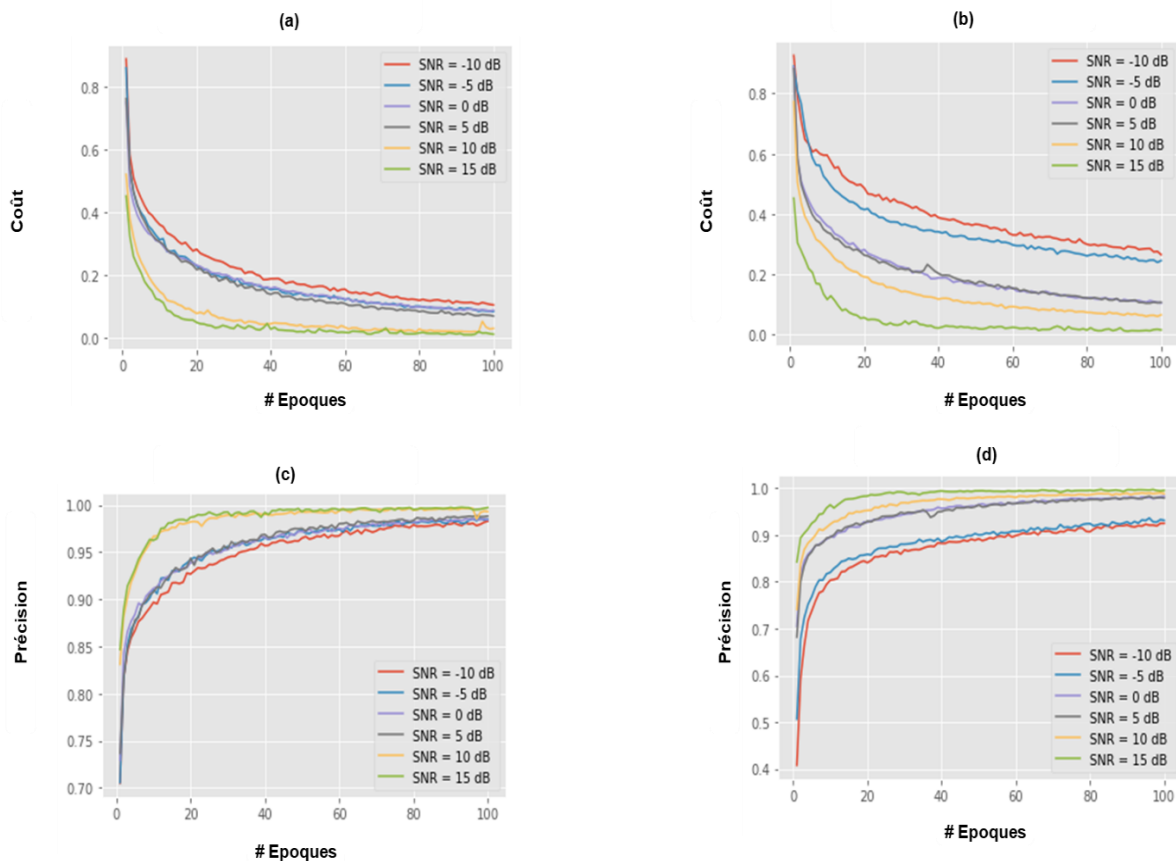 (a)
SNR = -10 dB
SNR = -5 dB
SNR = 0 dB
SNR = 5 dB
SNR = 10 dB
SNR = 15 dB
0.8
0.6
0.4
0.2
0.0
0 20 40 60 80 100
Coût
# Epoques
(b)
SNR = -10 dB
SNR = -5 dB
SNR = 0 dB
SNR = 5 dB
SNR = 10 dB
SNR = 15 dB
0.8
0.6
0.4
0.2
0.0
0 20 40 60 80 100
Coût
# Epoques
(c)
1.00
0.95
0.90
0.85
0.80
0.75
0.70
SNR = -10 dB
SNR = -5 dB
SNR = 0 dB
SNR = 5 dB
SNR = 10 dB
SNR = 15 dB
0 20 40 60 80 100
Précision
# Epoques
(d)
1.0
0.9
0.8
0.7
0.6
0.5
0.4
SNR = -10 dB
SNR = -5 dB
SNR = 0 dB
SNR = 5 dB
SNR = 10 dB
SNR = 15 dB
0 20 40 60 80 100
Précision
# Epoques